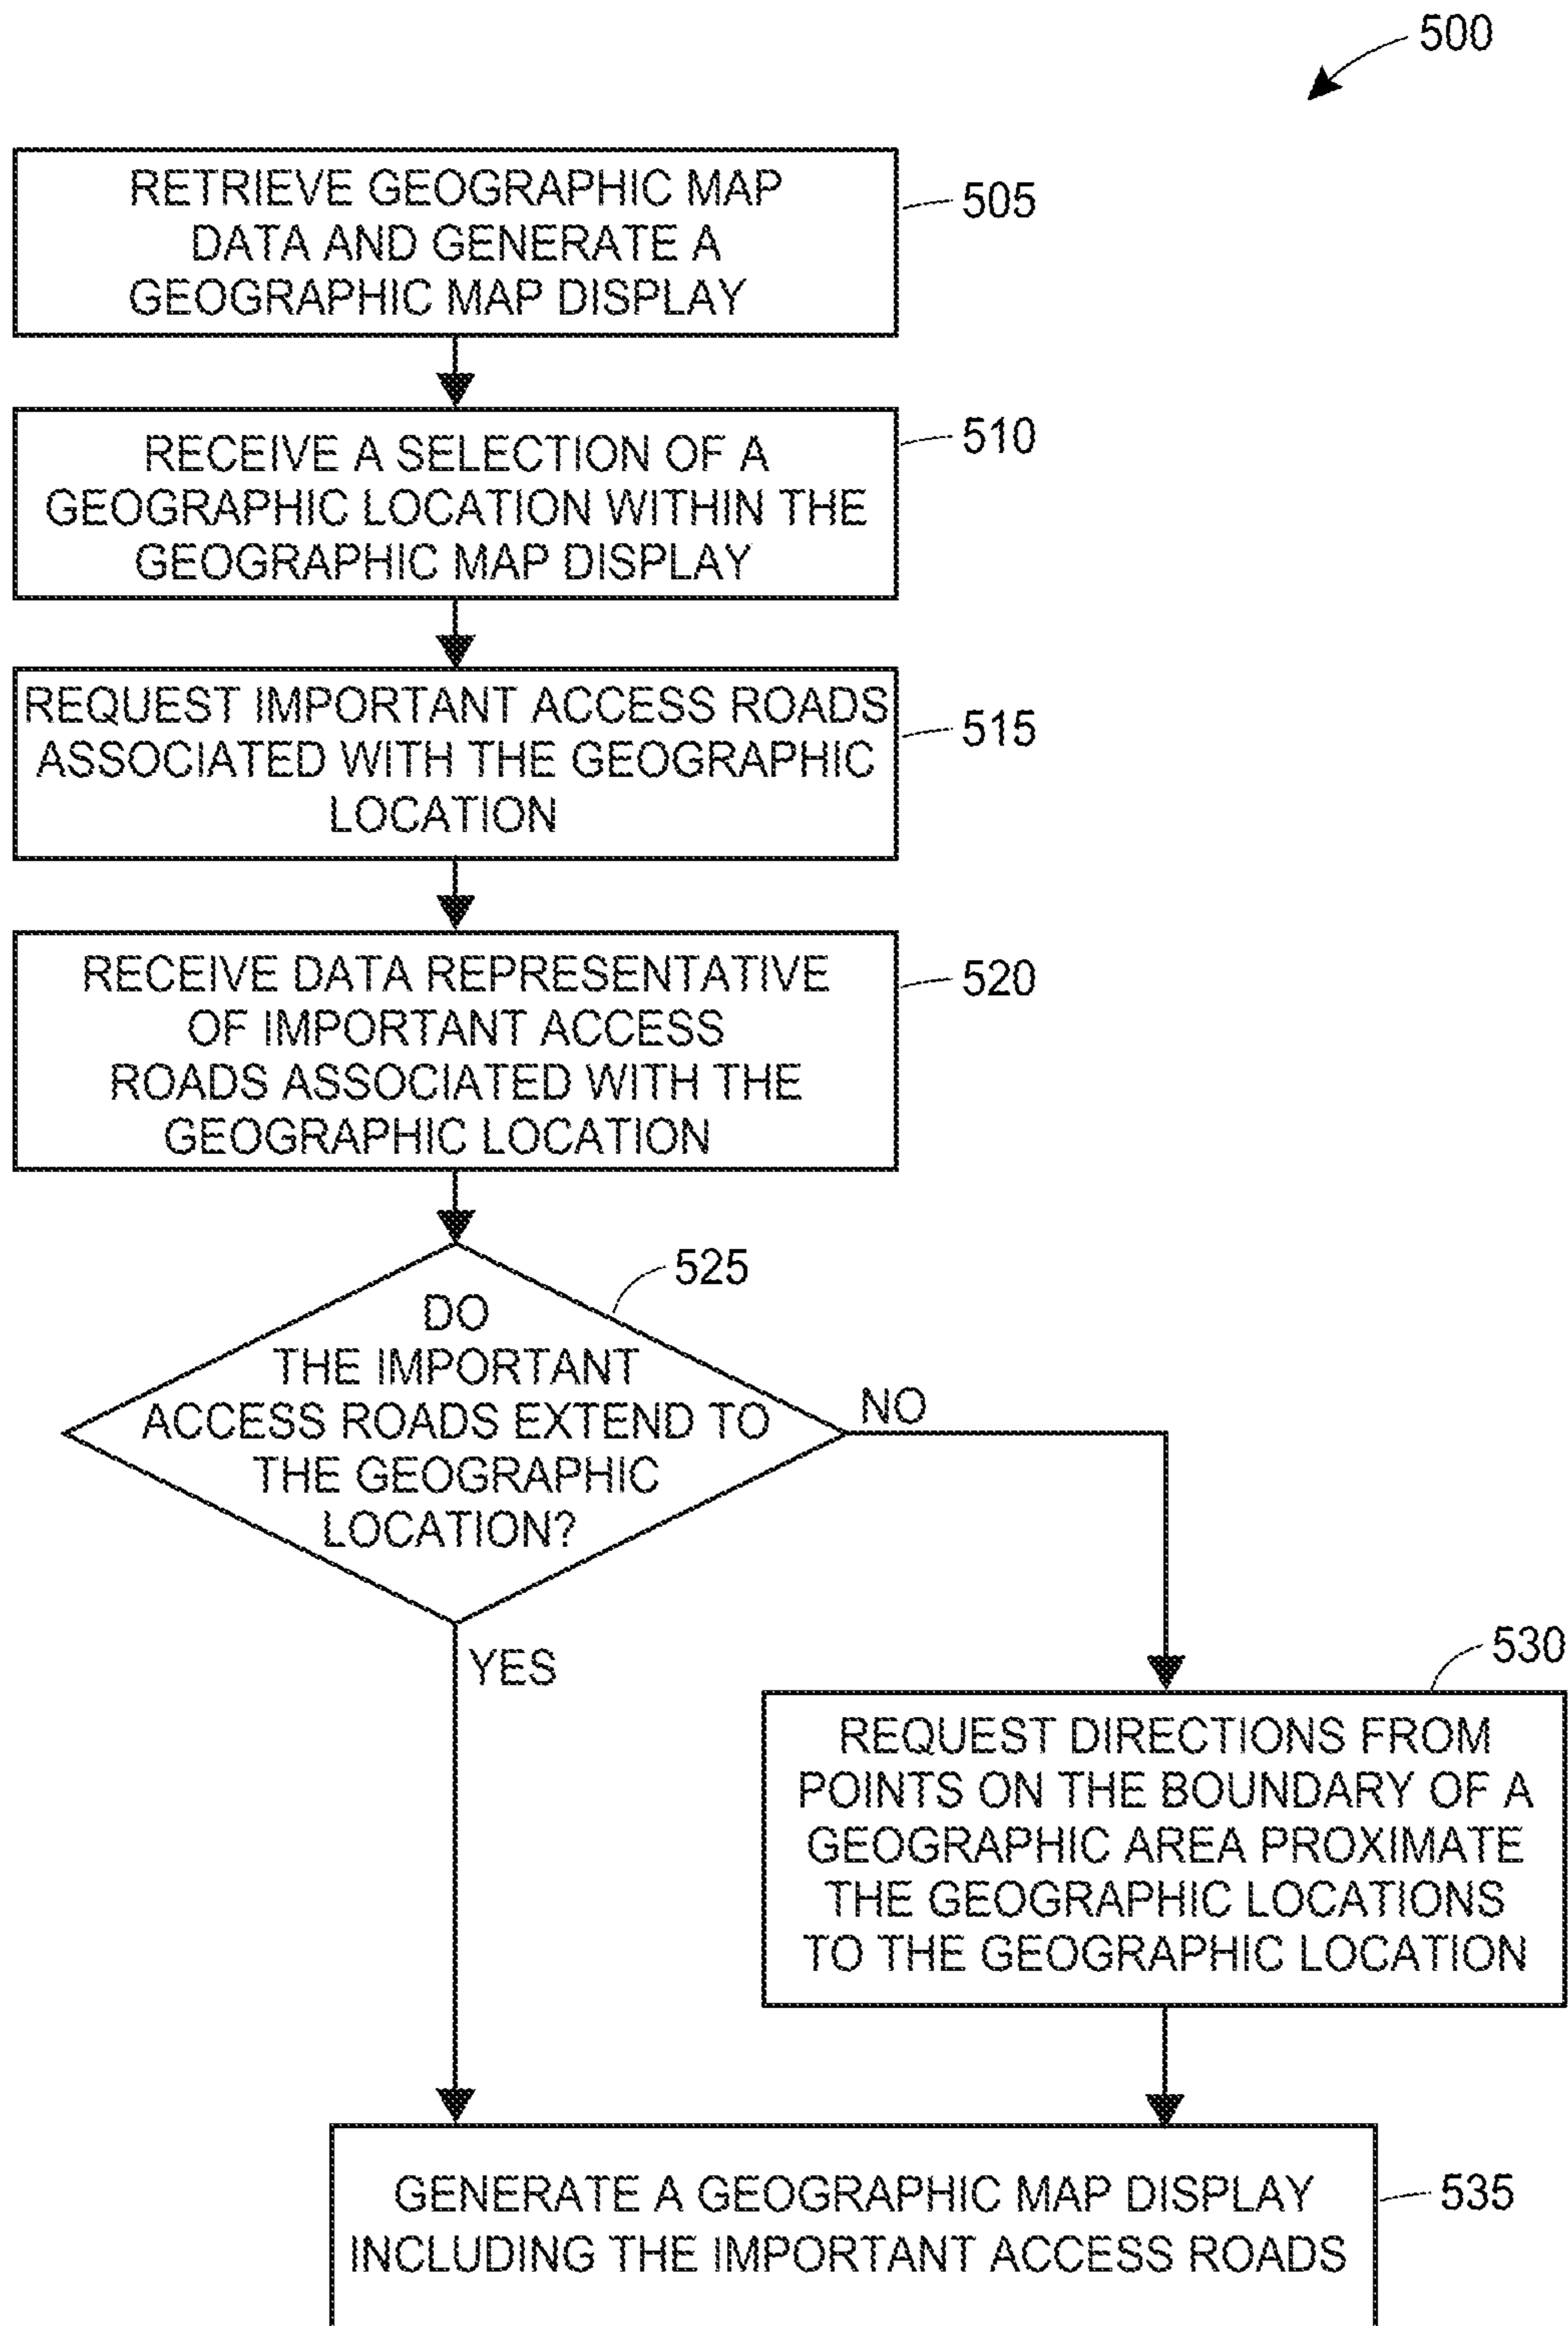 500
RETRIEVE GEOGRAPHIC MAP
DATA AND GENERATE A
GEOGRAPHIC MAP DISPLAY
505
RECEIVE A SELECTION OF A
GEOGRAPHIC LOCATION WITHIN THE
GEOGRAPHIC MAP DISPLAY
510
REQUEST IMPORTANT ACCESS ROADS
ASSOCIATED WITH THE GEOGRAPHIC
LOCATION
515
RECEIVE DATA REPRESENTATIVE
OF IMPORTANT ACCESS
ROADS ASSOCIATED WITH THE
GEOGRAPHIC LOCATION
520
525
DO
THE IMPORTANT
ACCESS ROADS EXTEND TO
THE GEOGRAPHIC
LOCATION?
NO
YES
530
REQUEST DIRECTIONS FROM
POINTS ON THE BOUNDARY OF A
GEOGRAPHIC AREA PROXIMATE
THE GEOGRAPHIC LOCATIONS
TO THE GEOGRAPHIC LOCATION
GENERATE A GEOGRAPHIC MAP DISPLAY
INCLUDING THE IMPORTANT ACCESS ROADS
535